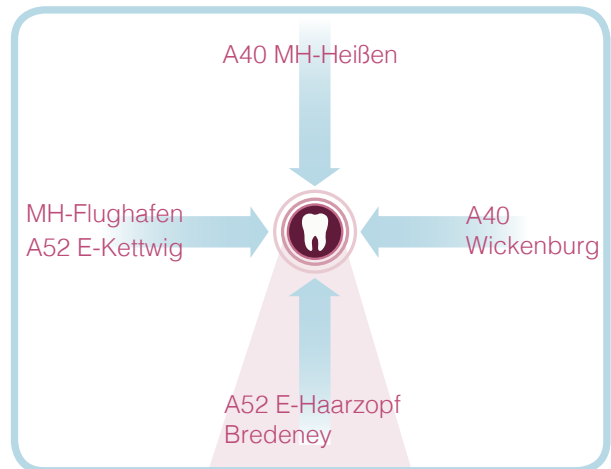 A40 MH-Heißen
MH-Flughafen
A52 E-Kettwig
A40
Wickenburg
A52 E-Haarzopf
Bredeney